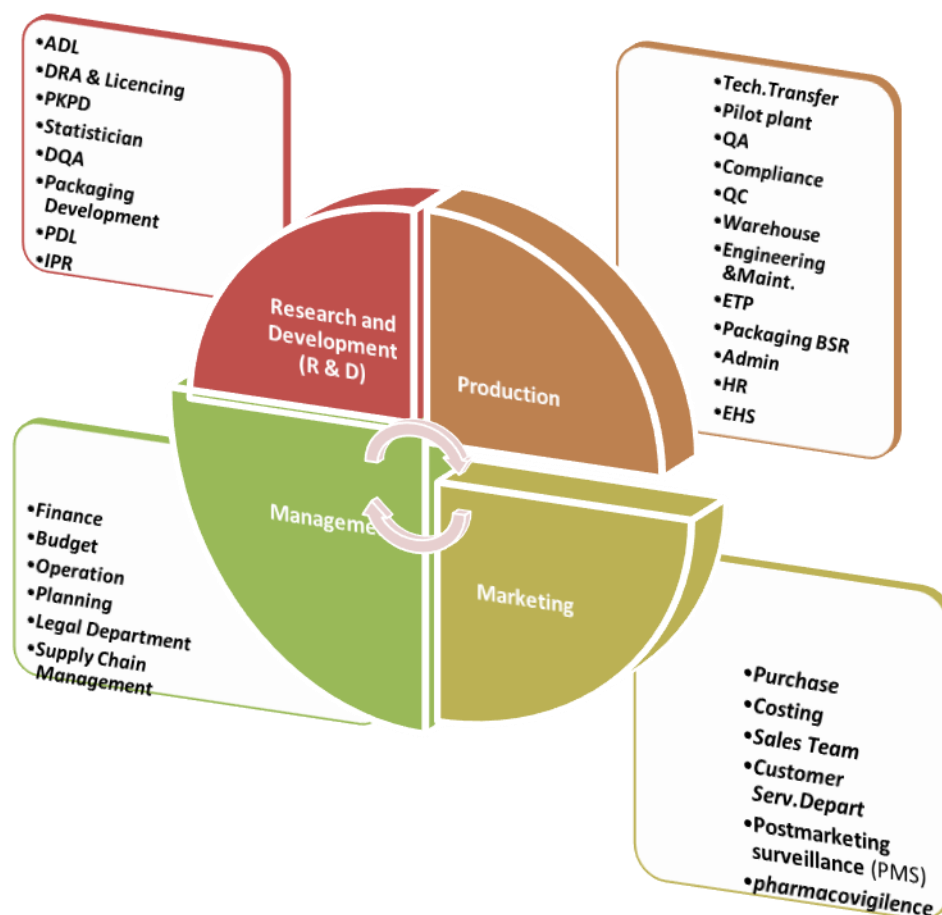 •ADL
•DRA & Licencing
•PKPD
•Statistician
•DQA
•Packaging
Development
•PDL
•IPR
•Tech.Transfer
•Pilot plant
•QA
•Compliance
•QC
•Warehouse
•Engineering
&Maint.
•ETP
•Packaging BSR
•Admin
•HR
•EHS
Research and
Development
(R & D)
Production
Manageme
Marketing
•Finance
•Budget
•Operation
•Planning
•Legal Department
•Supply Chain
Management
•Purchase
•Costing
•Sales Team
•Customer
Serv.Depart
•Postmarketing
surveillance (PMS)
•pharmacovigilence